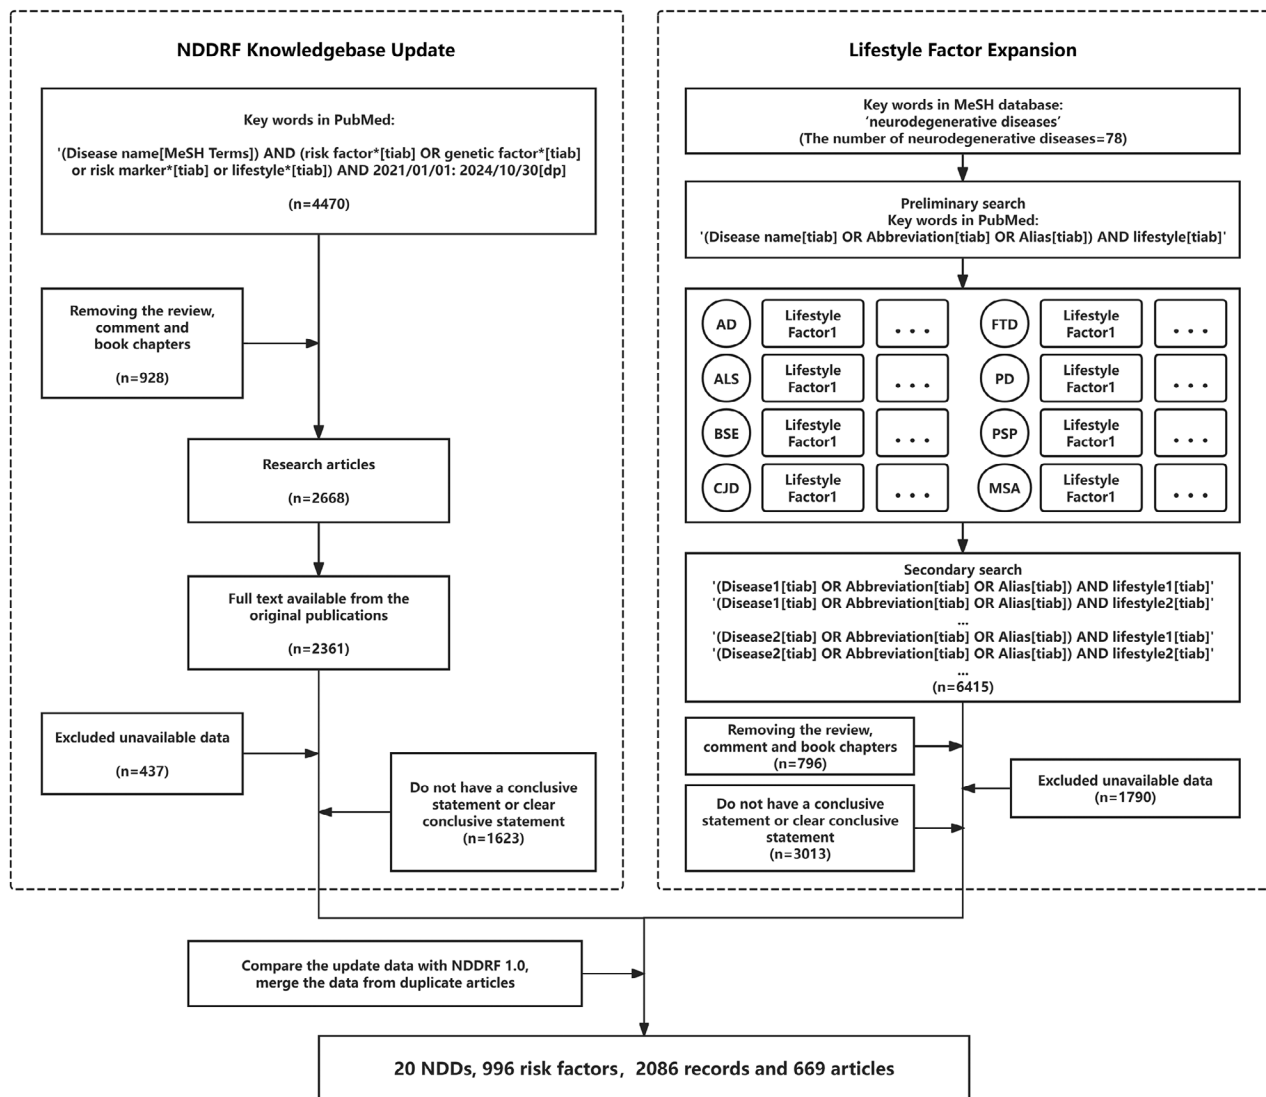 NDDRF Knowledgebase Update
Key words in PubMed:
'(Disease name[MeSH Terms]) AND (risk factor*[tiab] OR genetic factor*[tiab]
or risk marker*[tiab] or lifestyle*[tiab]) AND 2021/01/01: 2024/10/30[dp]
(n=4470)
Removing the review,
comment and
book chapters
(n=928)
Research articles
(n=2668)
Full text available from the
original publications
(n=2361)
Excluded unavailable data
(n=437)
Do not have a conclusive
statement or clear
conclusive statement
(n=1623)
Lifestyle Factor Expansion
Key words in MeSH database:
‘neurodegenerative diseases’
(The number of neurodegenerative diseases=78)
Preliminary search
Key words in PubMed:
'(Disease name[tiab] OR Abbreviation[tiab] OR Alias[tiab]) AND lifestyle[tiab]'
AD
Lifestyle
Factor1
...
FTD
Lifestyle
Factor1
...
ALS
Lifestyle
Factor1
...
PD
Lifestyle
Factor1
...
BSE
Lifestyle
Factor1
...
PSP
Lifestyle
Factor1
...
CJD
Lifestyle
Factor1
...
MSA
Lifestyle
Factor1
...
Secondary search
'(Disease1[tiab] OR Abbreviation[tiab] OR Alias[tiab]) AND lifestyle1[tiab]'
'(Disease1[tiab] OR Abbreviation[tiab] OR Alias[tiab]) AND lifestyle2[tiab]'
...
'(Disease2[tiab] OR Abbreviation[tiab] OR Alias[tiab]) AND lifestyle1[tiab]'
'(Disease2[tiab] OR Abbreviation[tiab] OR Alias[tiab]) AND lifestyle2[tiab]'
...
(n=6415)
Removing the review,
comment and book chapters
(n=796)
Excluded unavailable data
(n=1790)
Do not have a conclusive
statement or clear conclusive
statement
(n=3013)
Compare the update data with NDDRF 1.0,
merge the data from duplicate articles
20 NDDs, 996 risk factors, 2086 records and 669 articles